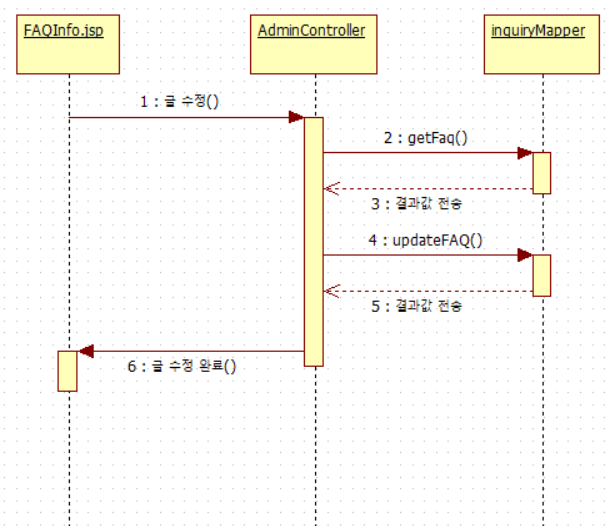 FAQInfo.jsp
AdminController
inquiryMapper
1 : 글 수정()
2 : getFaq()
3 : 결과값 전송
4 : updateFAQ()
5 : 결과값 전송
6 : 글 수정 완료()